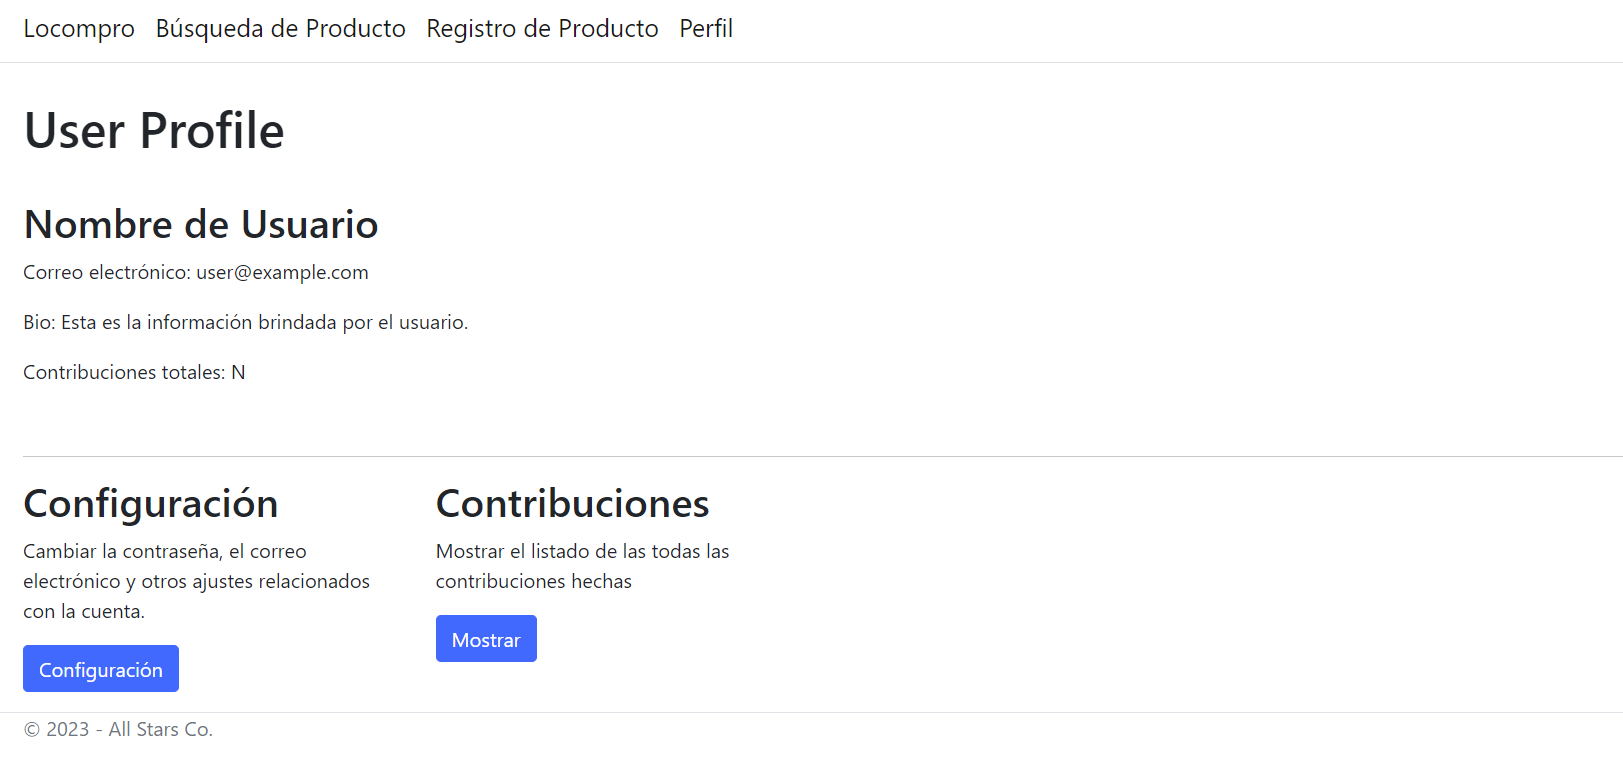 Locompro Búsqueda de Producto Registro de Producto Perfil
User Profile
Nombre de Usuario
Correo electrónico: user@example.com
Bio: Esta es la información brindada por el usuario.
Contribuciones totales: N
Configuración
Cambiar la contraseña, el correo
electrónico y otros ajustes relacionados
con la cuenta.
Configuración
Contribuciones
Mostrar el listado de las todas las
contribuciones hechas
Mostrar
© 2023 - All Stars Co.